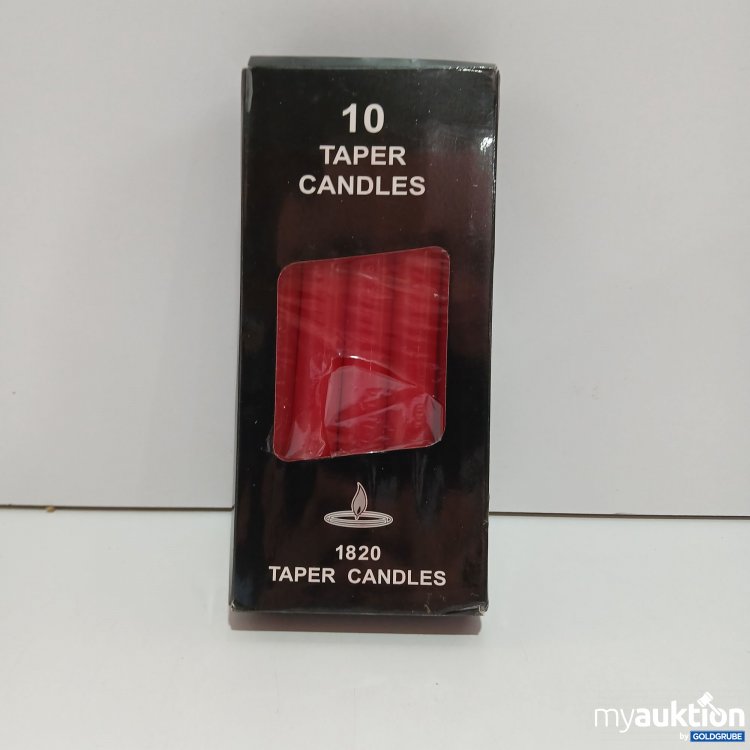 10
TAPER
CANDLES
1820
TAPER CANDLES
myauktion
by GOLDGRUBE